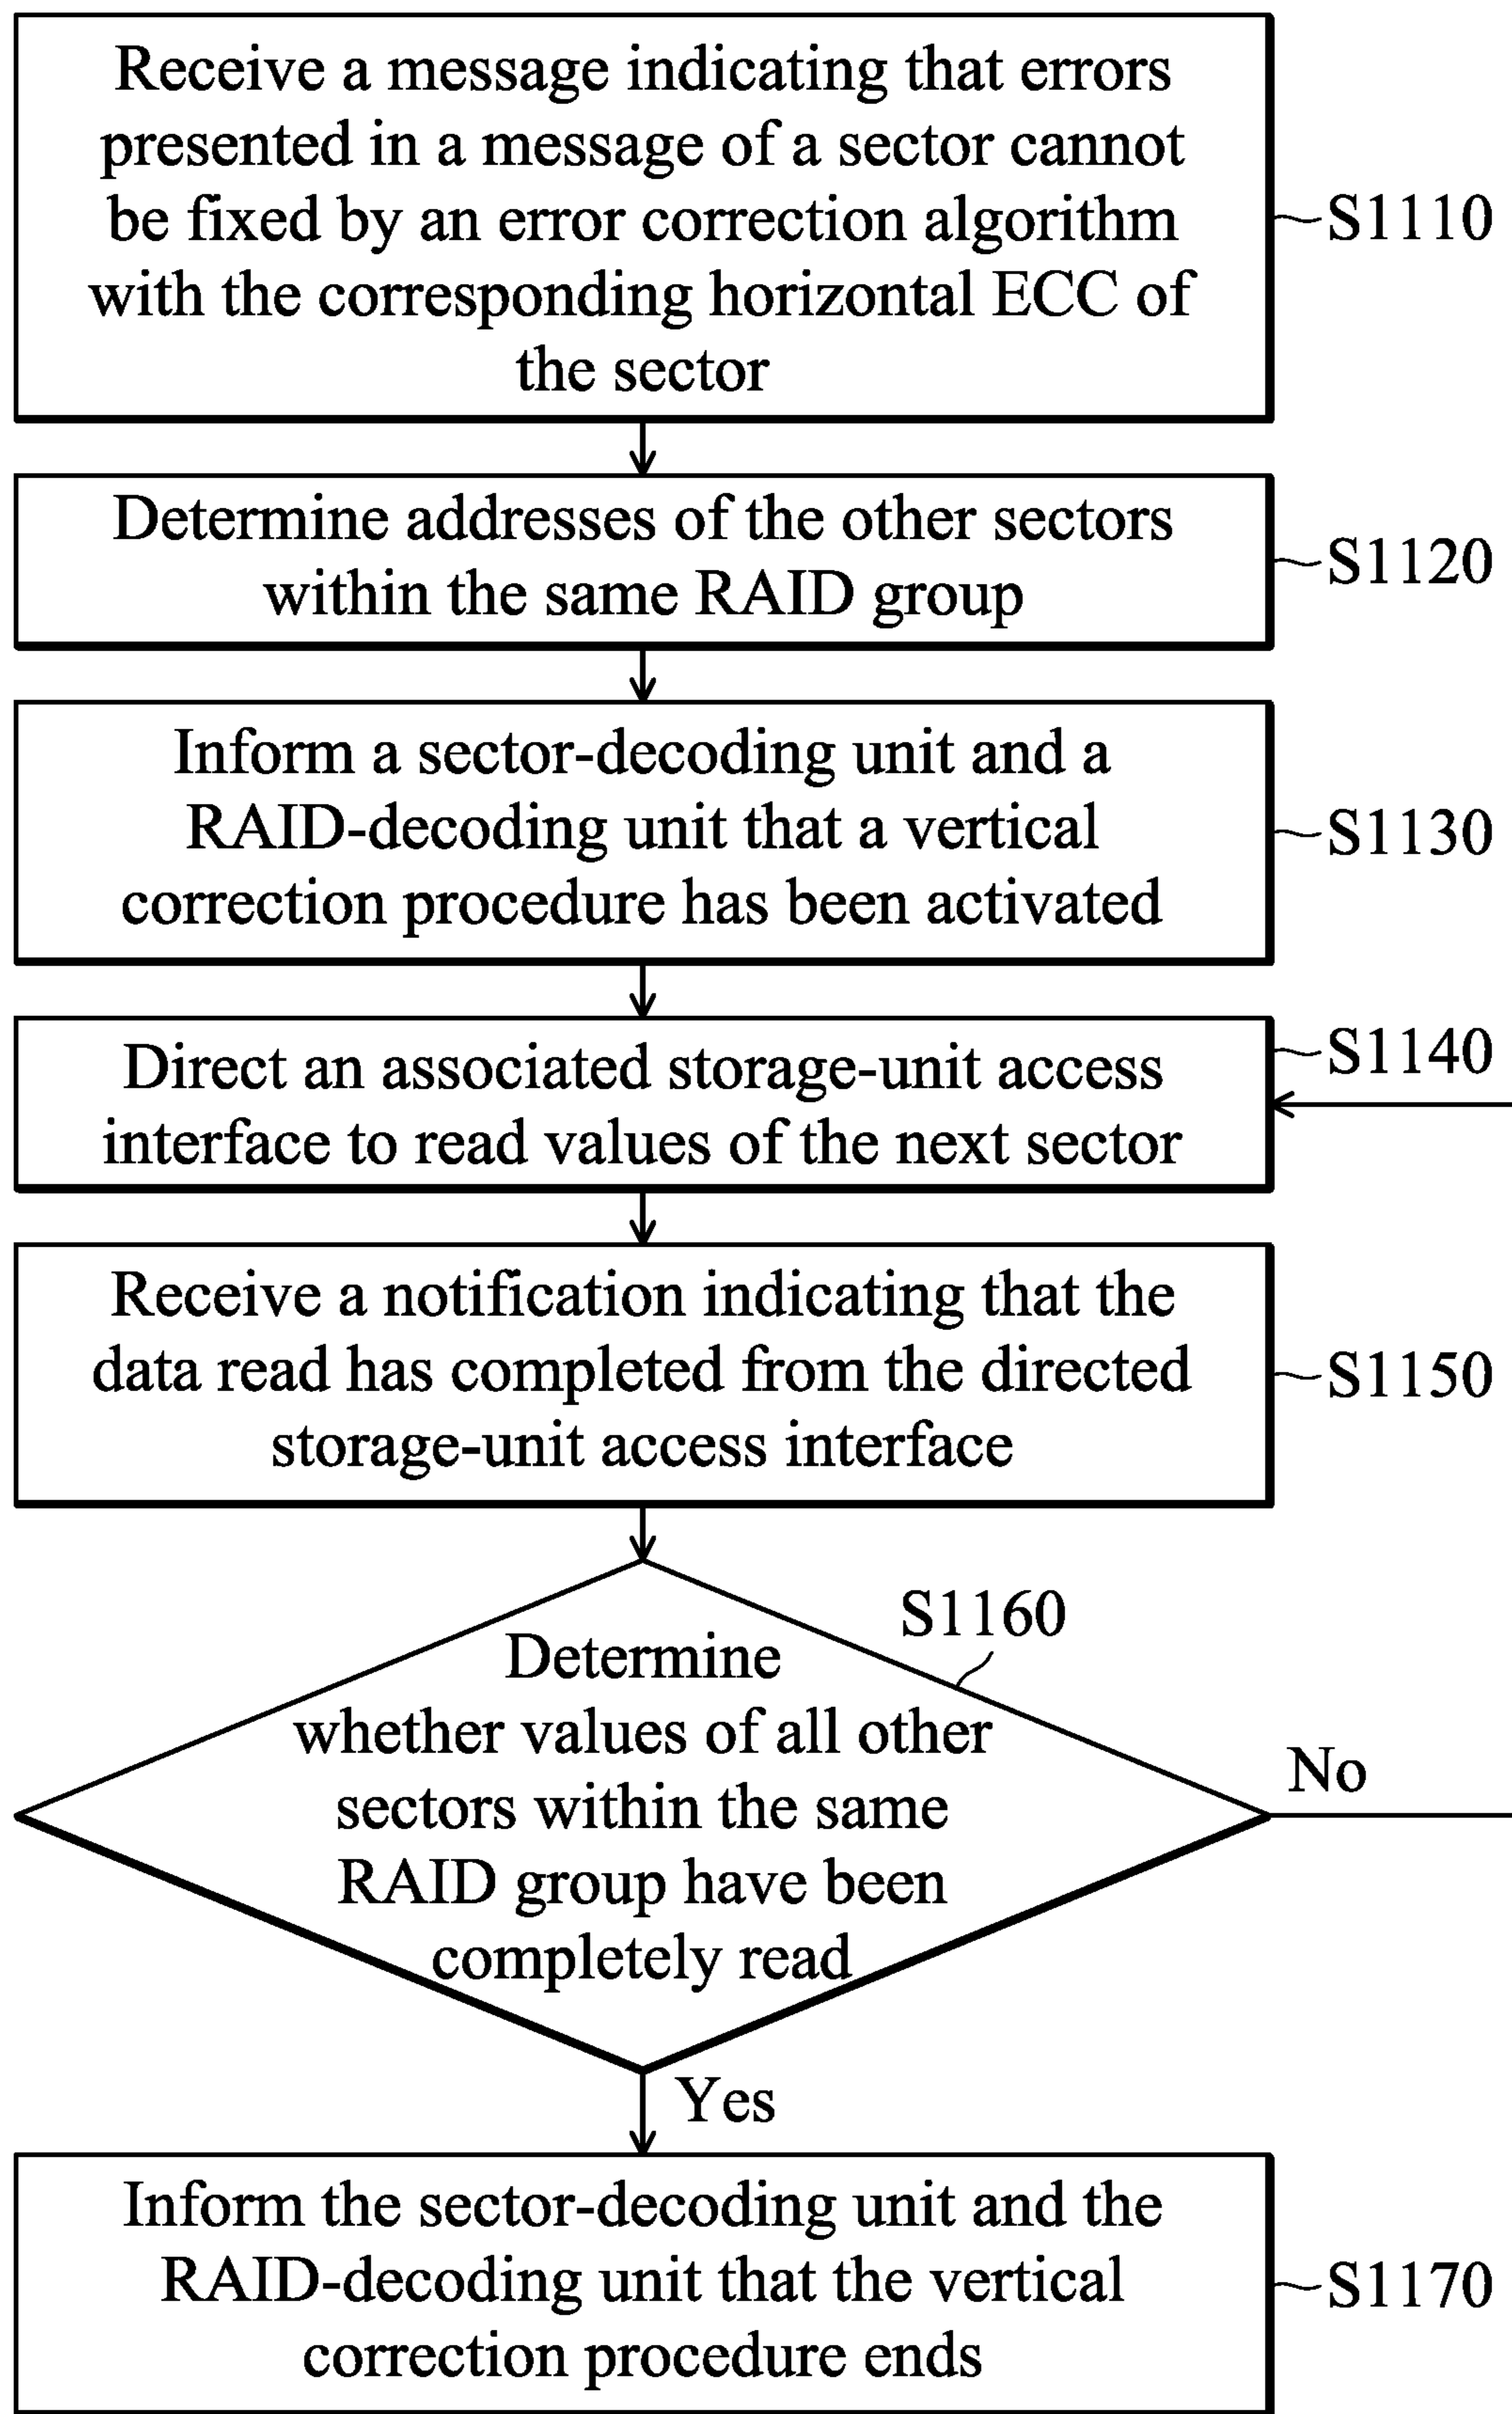 Receive a message indicating that errors
presented in a message of a sector cannot
be fixed by an error correction algorithm
with the corresponding horizontal ECC of
the sector
S1110
Determine addresses of the other sectors
within the same RAID group
S1120
Inform a sector-decoding unit and a
RAID-decoding unit that a vertical
correction procedure has been activated
S1130
Direct an associated storage-unit access
interface to read values of the next sector
S1140
Receive a notification indicating that the
data read has completed from the directed
storage-unit access interface
S1150
S1160
Determine
whether values of all other
sectors within the same
RAID group have been
completely read
No
Yes
Inform the sector-decoding unit and the
RAID-decoding unit that the vertical
correction procedure ends
S1170